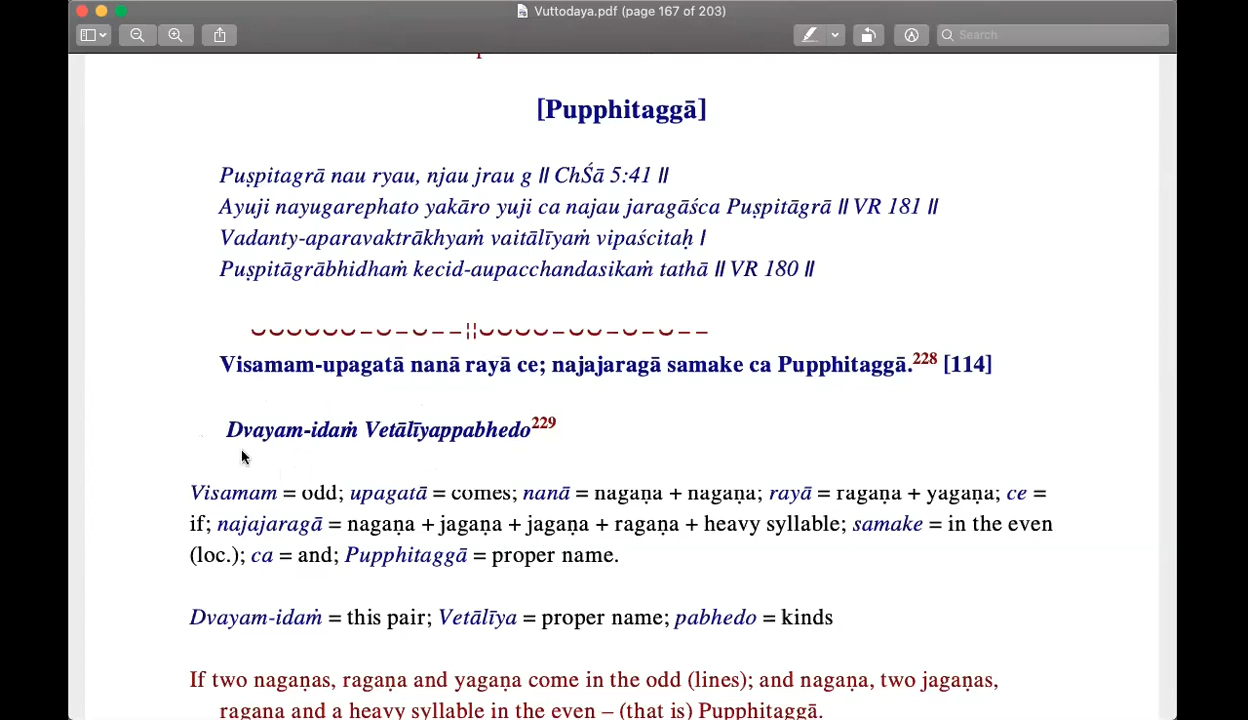 Vuttodaya.pdf (page 167 of 203)
Search
[Pupphitaggā]
Puṣpitagrā nau ryau, njau jrau g || ChŚā 5:41 ||
Ayuji nayugarephato yakāro yuji ca najau jaragāśca Puṣpitāgrā || VR 181 ||
Vadanty-aparavaktrākhyaṁ vaitālīyaṁ vipaścitaḥ |
Puṣpitāgrābhidhaṁ kecid-aupacchandasikaṁ tathā || VR 180 ||
⏑⏑⏑⏑⏑⏑–⏑–⏑––¦¦⏑⏑⏑⏑–⏑⏑–⏑–⏑––
Visamam-upagatā nanā rayā ce; najajaragā samake ca Pupphitaggā.228 [114]
Dvayam-idaṁ Vetālīyappabhedo229
Visamam = odd; upagatā = comes; nanā = nagaṇa + nagaṇa; rayā = ragaṇa + yagaṇa; ce =
if; najajaragā = nagaṇa + jagaṇa + jagaṇa + ragaṇa + heavy syllable; samake = in the even
(loc.); ca = and; Pupphitaggā = proper name.
Dvayam-idaṁ = this pair; Vetālīya = proper name; pabhedo = kinds
If two nagaṇas, ragaṇa and yagaṇa come in the odd (lines); and nagaṇa, two jagaṇas,
ragaṇa and a heavy syllable in the even – (that is) Pupphitaggā.